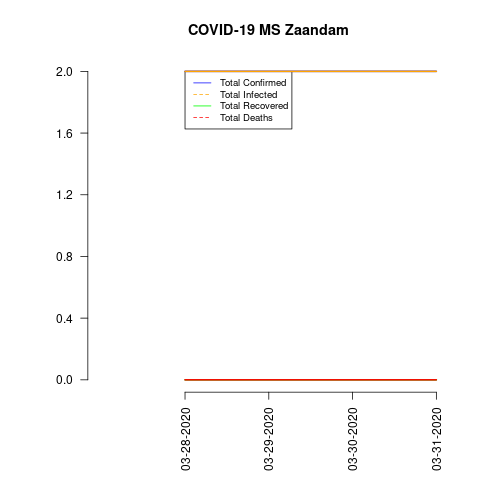 COVID-19 MS Zaandam
2.0
1.6
1.2
0.8
0.4
0.0
Total Confirmed
Total Infected
Total Recovered
Total Deaths
03-28-2020
03-29-2020
03-30-2020
03-31-2020